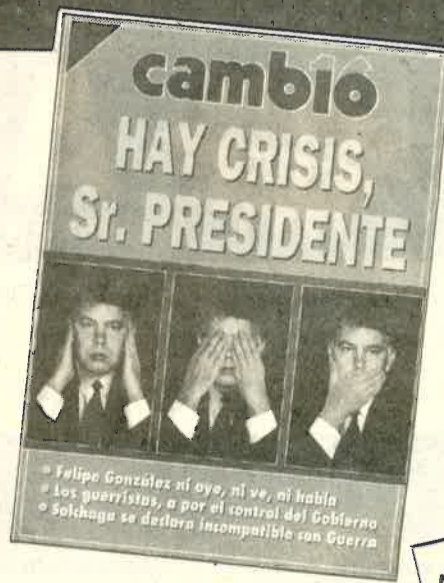 cambio16
HAY CRISIS,
Sr. PRESIDENTE
Felipe González ni oye, ni ve, ni habla
Los guerristas, a por el control del Gobierno
Solchaga se declara incompatible con Guerra